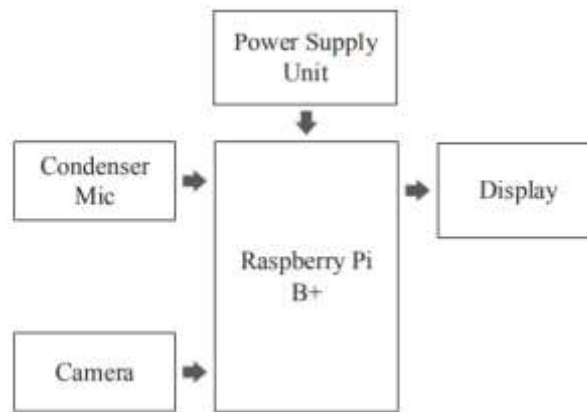 Power Supply
Unit
Condenser
Mic
Display
Raspberry Pi
B+
Camera